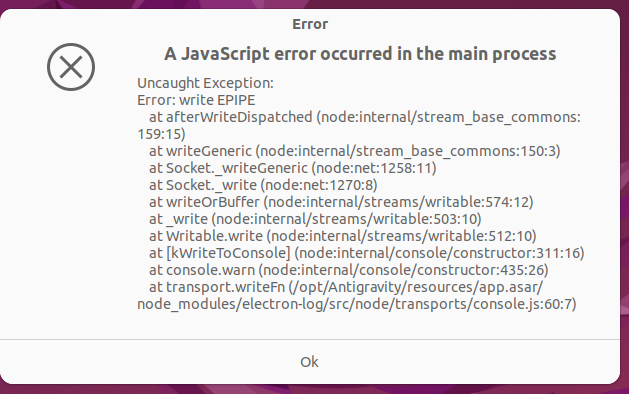 Error
A JavaScript error occurred in the main process
Uncaught Exception:
Error: write EPIPE
at afterWriteDispatched (node:internal/stream_base_commons:
159:15)
at writeGeneric (node:internal/stream_base_commons:150:3)
at Socket._writeGeneric (node:net:1258:11)
at Socket._write (node:net:1270:8)
at writeOrBuffer (node:internal/streams/writable:574:12)
at _write (node:internal/streams/writable:503:10)
at Writable.write (node:internal/streams/writable:512:10)
at [kWriteToConsole] (node:internal/console/constructor:311:16)
at console.warn (node:internal/console/constructor:435:26)
at transport.writeFn (/opt/Antigravity/resources/app.asar/
node_modules/electron-log/src/node/transports/console.js:60:7)
Ok